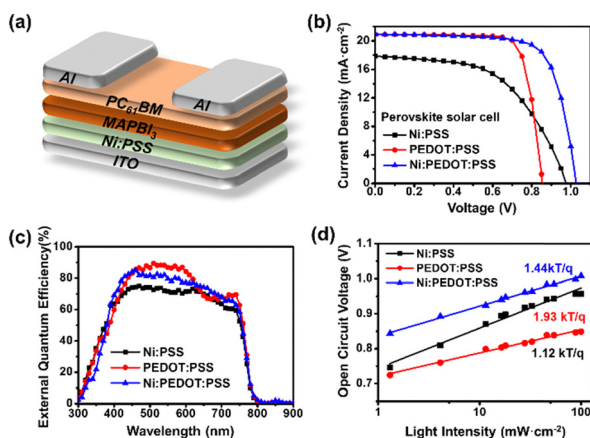 (a)
Al
Al
PC61BM
MAPBI3
Ni:PSS
ITO
(b)
Current Density (mA·cm-2)
24
20
16
12
8
4
0
Perovskite solar cell
Ni:PSS
PEDOT:PSS
Ni:PEDOT:PSS
0.0 0.2 0.4 0.6 0.8 1.0
Voltage (V)
(c)
External Quantum Efficiency(%)
100
80
60
40
20
0
Ni:PSS
PEDOT:PSS
Ni:PEDOT:PSS
300 400 500 600 700 800 900
Wavelength (nm)
(d)
Open Circuit Voltage (V)
1.2
1.1
1.0
0.9
0.8
0.7
Ni:PSS
PEDOT:PSS
Ni:PEDOT:PSS
1.44kT/q
1.93 kT/q
1.12 kT/q
1 10 100
Light Intensity (mW·cm-2)